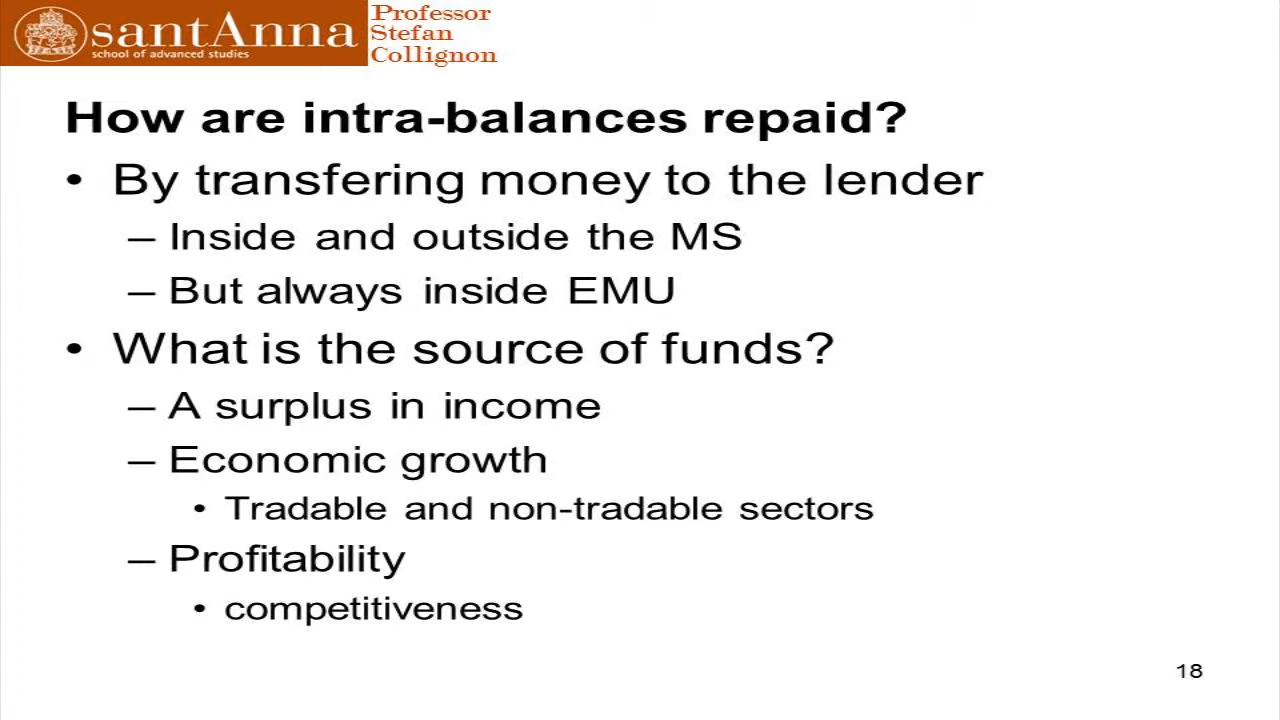 santAnna
school of advanced studies
Professor
Stefan
Collignon
How are intra-balances repaid?
• By transfering money to the lender
– Inside and outside the MS
– But always inside EMU
• What is the source of funds?
– A surplus in income
– Economic growth
• Tradable and non-tradable sectors
– Profitability
• competitiveness
18